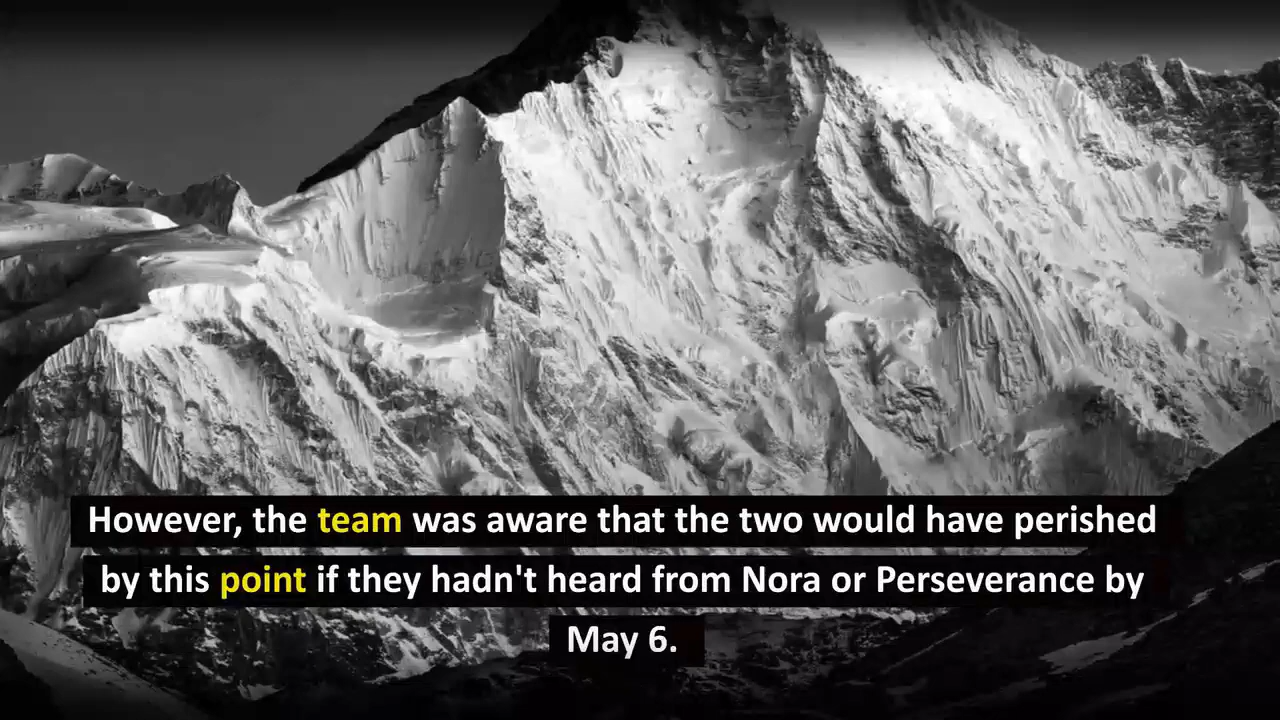 However, the team was aware that the two would have perished
by this point if they hadn't heard from Nora or Perseverance by
May 6.